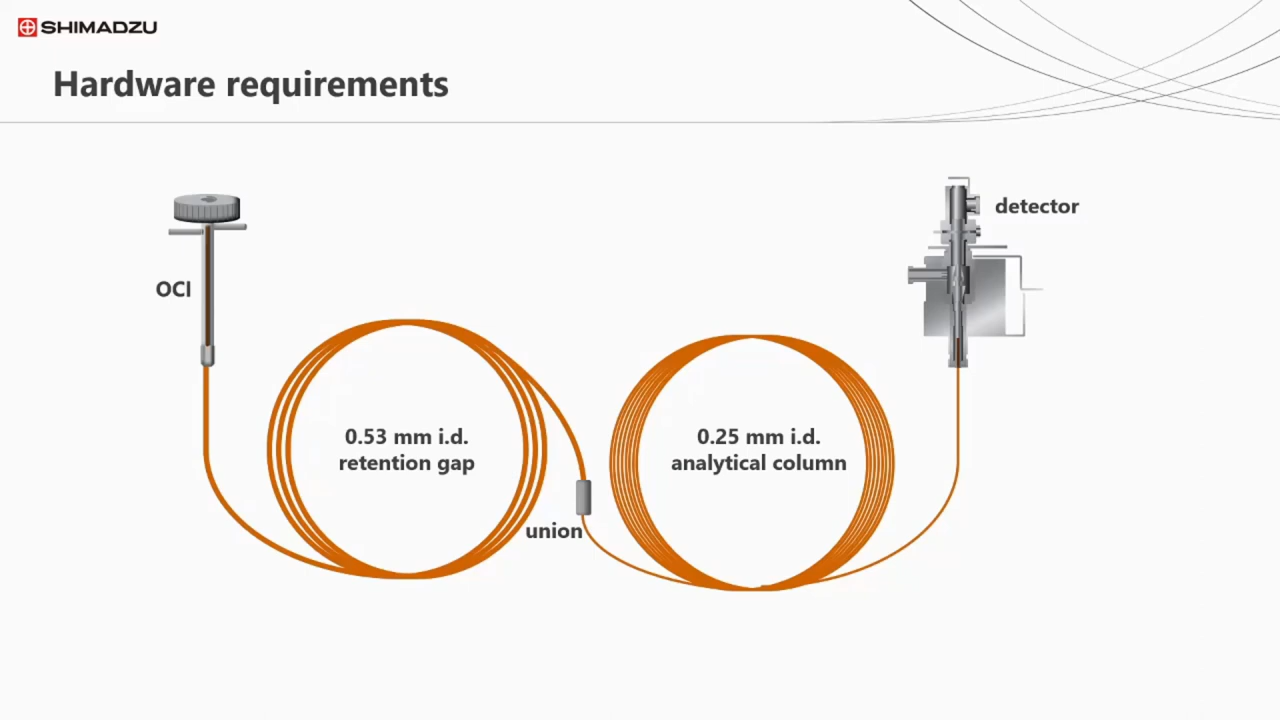 SHIMADZU
Hardware requirements
detector
OCI
0.53 mm i.d.
retention gap
0.25 mm i.d.
analytical column
union